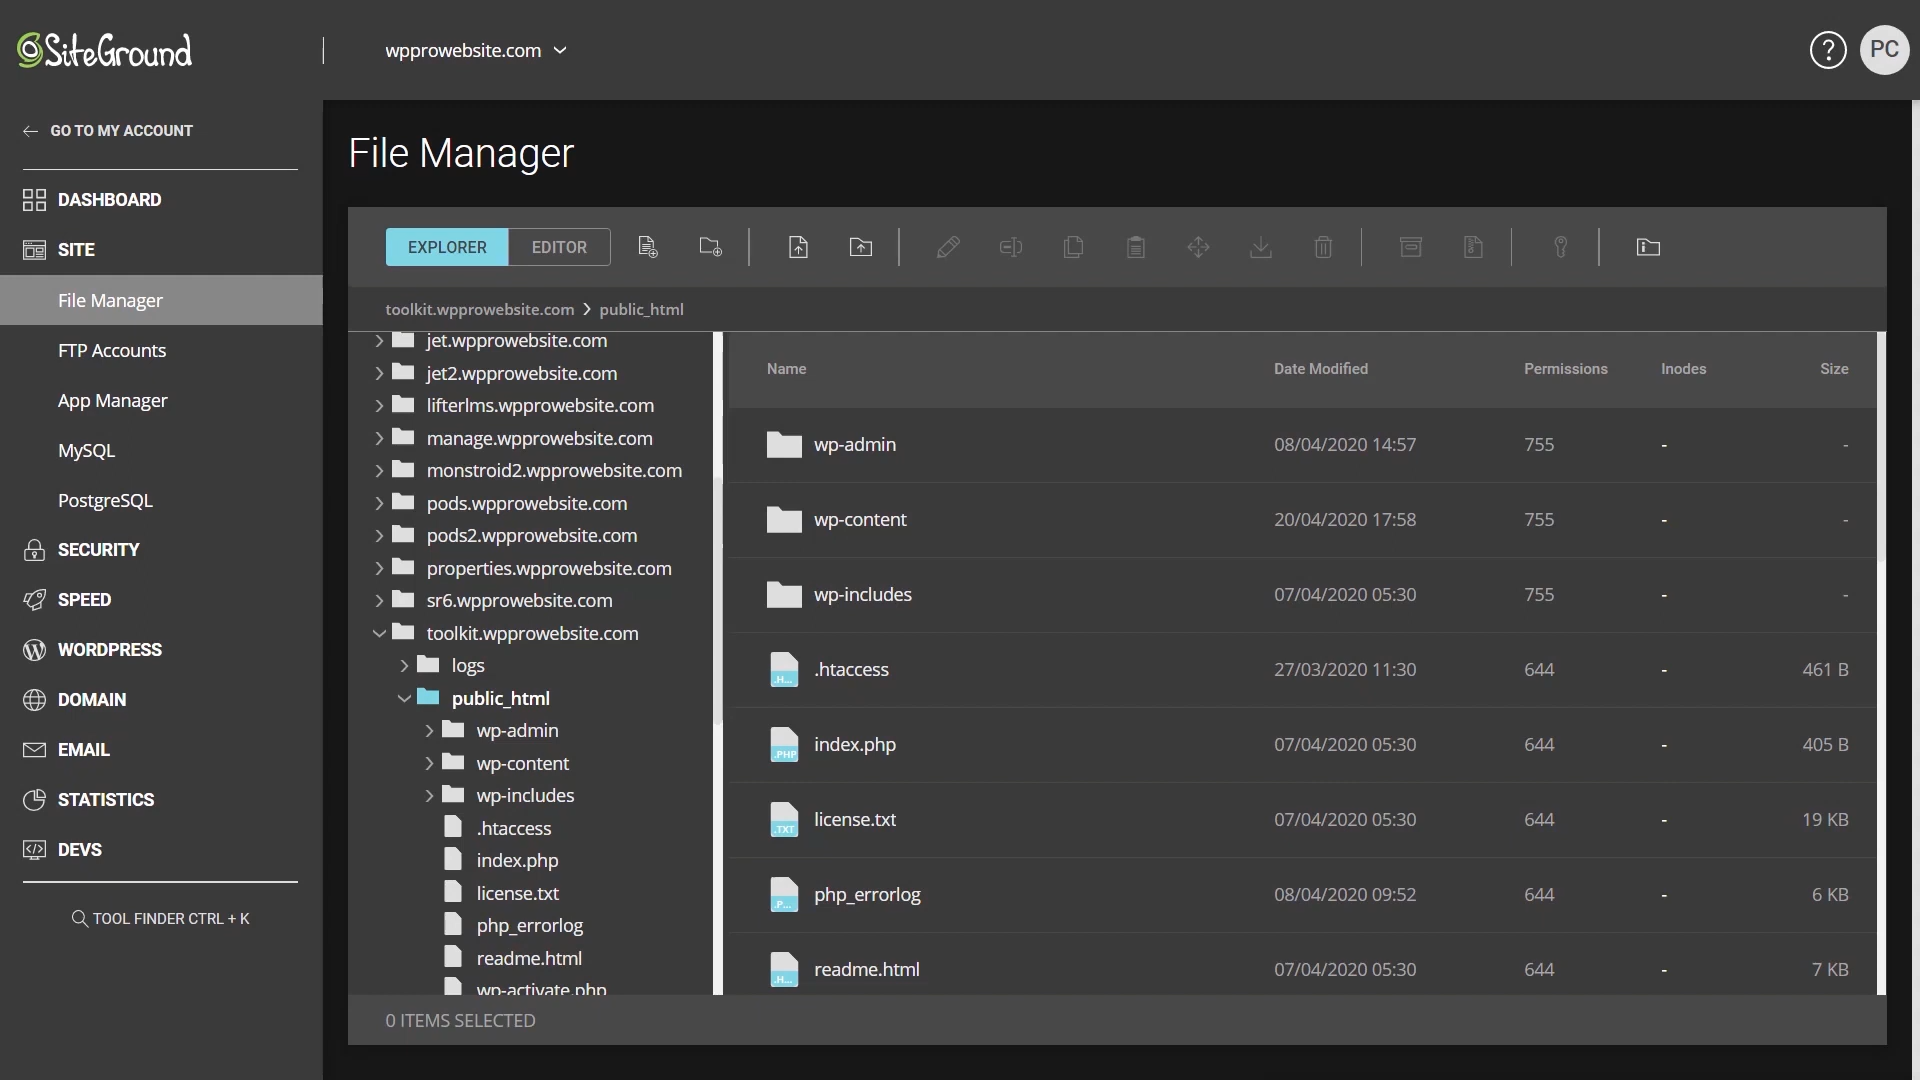 SiteGround
wpprowebsite.com
?
PC
GO TO MY ACCOUNT
DASHBOARD
SITE
File Manager
FTP Accounts
App Manager
MySQL
PostgreSQL
SECURITY
SPEED
WORDPRESS
DOMAIN
EMAIL
STATISTICS
DEVS
TOOL FINDER CTRL + K
File Manager
EXPLORER EDITOR
toolkit.wpprowebsite.com > public_html
jet.wpprowebsite.com
jet2.wpprowebsite.com
lifterlms.wpprowebsite.com
manage.wpprowebsite.com
monstroid2.wpprowebsite.com
pods.wpprowebsite.com
pods2.wpprowebsite.com
properties.wpprowebsite.com
sr6.wpprowebsite.com
toolkit.wpprowebsite.com
logs
public_html
wp-admin
wp-content
wp-includes
.htaccess
index.php
license.txt
php_errorlog
readme.html
wp-activate.php
Name Date Modified Permissions Inodes Size
wp-admin 08/04/2020 14:57 755 - -
wp-content 20/04/2020 17:58 755 - -
wp-includes 07/04/2020 05:30 755 - -
.H... .htaccess 27/03/2020 11:30 644 - 461 B
.PHP index.php 07/04/2020 05:30 644 - 405 B
.TXT license.txt 07/04/2020 05:30 644 - 19 KB
.P... php_errorlog 08/04/2020 09:52 644 - 6 KB
.H... readme.html 07/04/2020 05:30 644 - 7 KB
0 ITEMS SELECTED